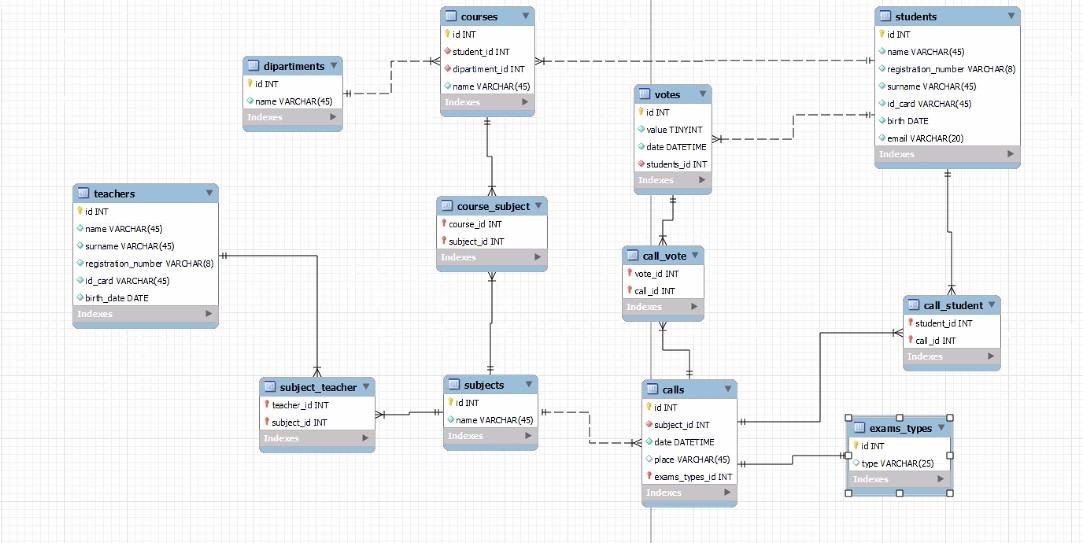 courses
id INT
student_id INT
dipartiment_id INT
name VARCHAR(45)
Indexes
students
id INT
name VARCHAR(45)
registration_number VARCHAR(8)
surname VARCHAR(45)
id_card VARCHAR(45)
birth DATE
email VARCHAR(20)
Indexes
dipartiments
id INT
name VARCHAR(45)
Indexes
votes
id INT
value TINYINT
date DATETIME
students_id INT
Indexes
teachers
id INT
name VARCHAR(45)
surname VARCHAR(45)
registration_number VARCHAR(8)
id_card VARCHAR(45)
birth_date DATE
Indexes
course_subject
course_id INT
subject_id INT
Indexes
call_vote
vote_id INT
call_id INT
Indexes
call_student
student_id INT
call_id INT
Indexes
subject_teacher
teacher_id INT
subject_id INT
Indexes
subjects
id INT
name VARCHAR(45)
Indexes
calls
id INT
subject_id INT
date DATETIME
place VARCHAR(45)
exams_types_id INT
Indexes
exams_types
id INT
type VARCHAR(25)
Indexes